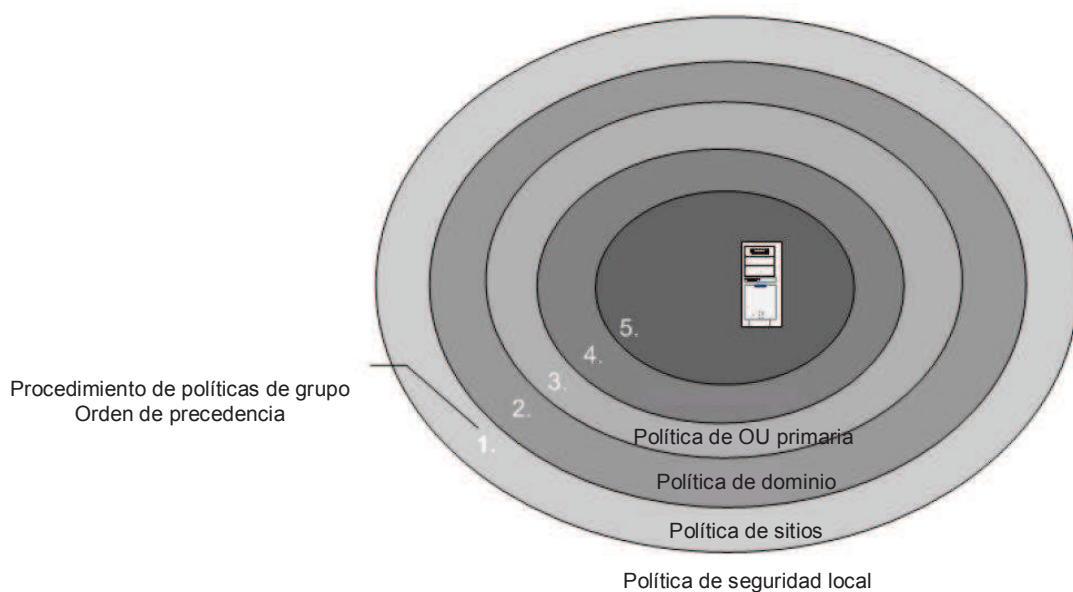 5.
4.
3.
2.
1.
Procedimiento de políticas de grupo
Orden de precedencia
Política de OU primaria
Política de dominio
Política de sitios
Política de seguridad local